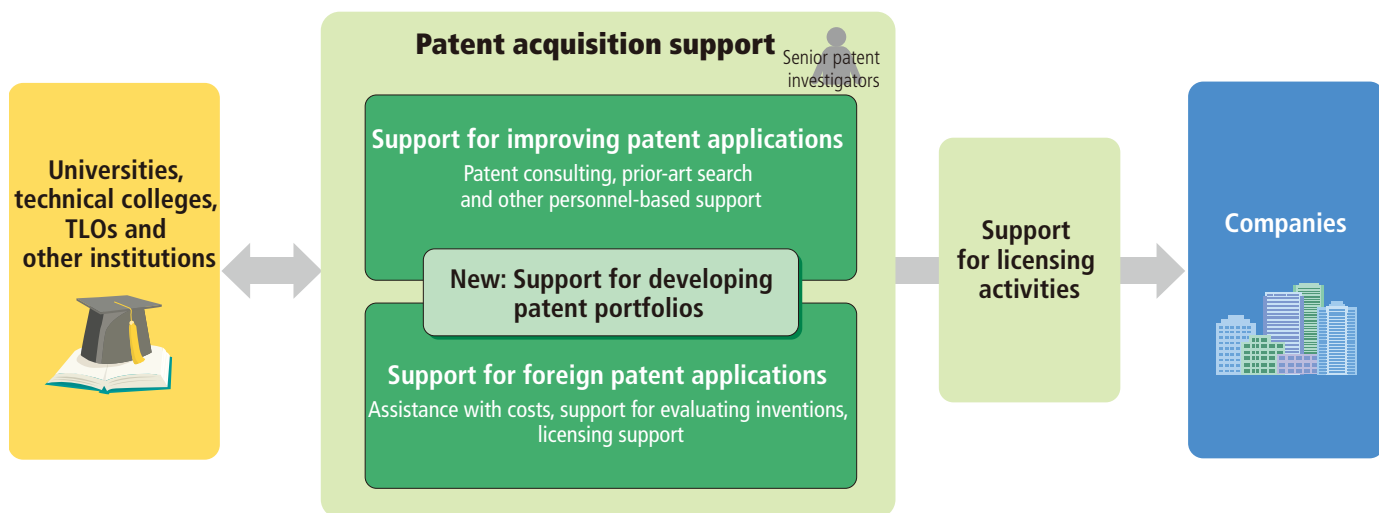 Patent acquisition support
Senior patent
investigators
Universities,
technical colleges,
TLOs and
other institutions
Support for improving patent applications
Patent consulting, prior-art search
and other personnel-based support
New: Support for developing
patent portfolios
Support for foreign patent applications
Assistance with costs, support for evaluating inventions,
licensing support
Support
for licensing
activities
Companies